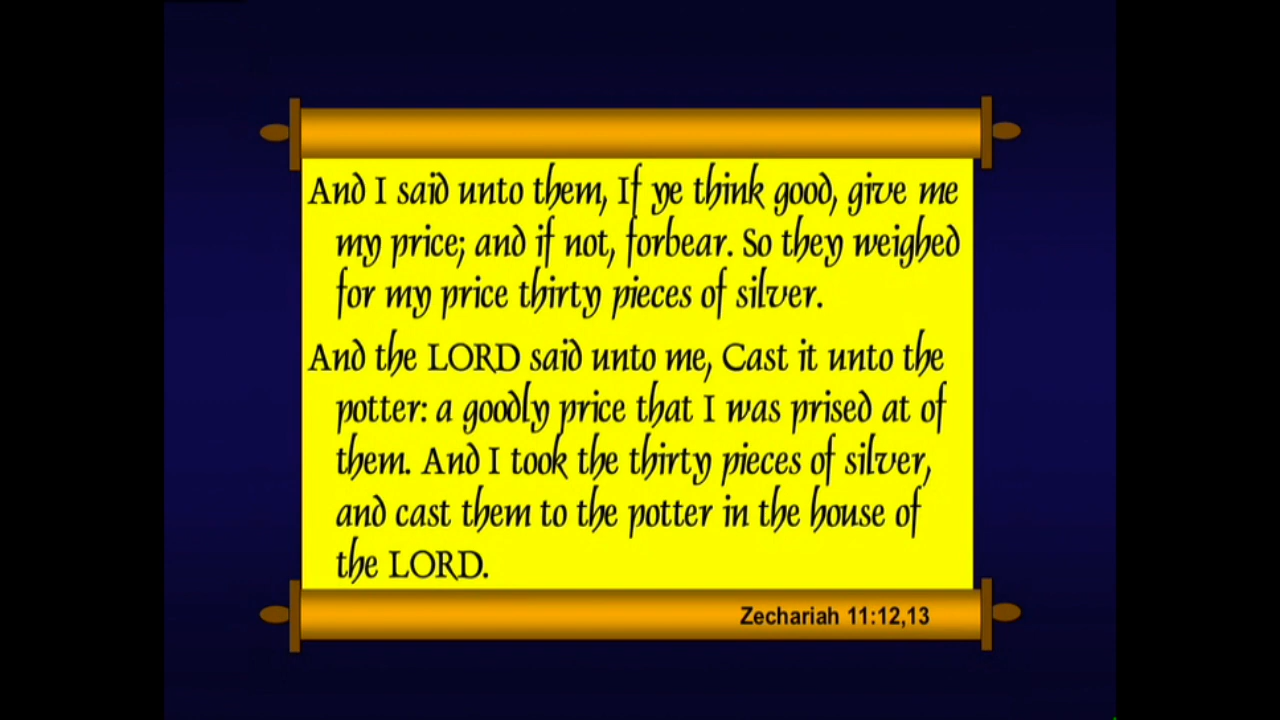 And I said unto them, If ye think good, give me
my price; and if not, forbear. So they weighed
for my price thirty pieces of silver.
And the LORD said unto me, Cast it unto the
potter: a goodly price that I was prised at of
them. And I took the thirty pieces of silver,
and cast them to the potter in the house of
the LORD.
Zechariah 11:12,13